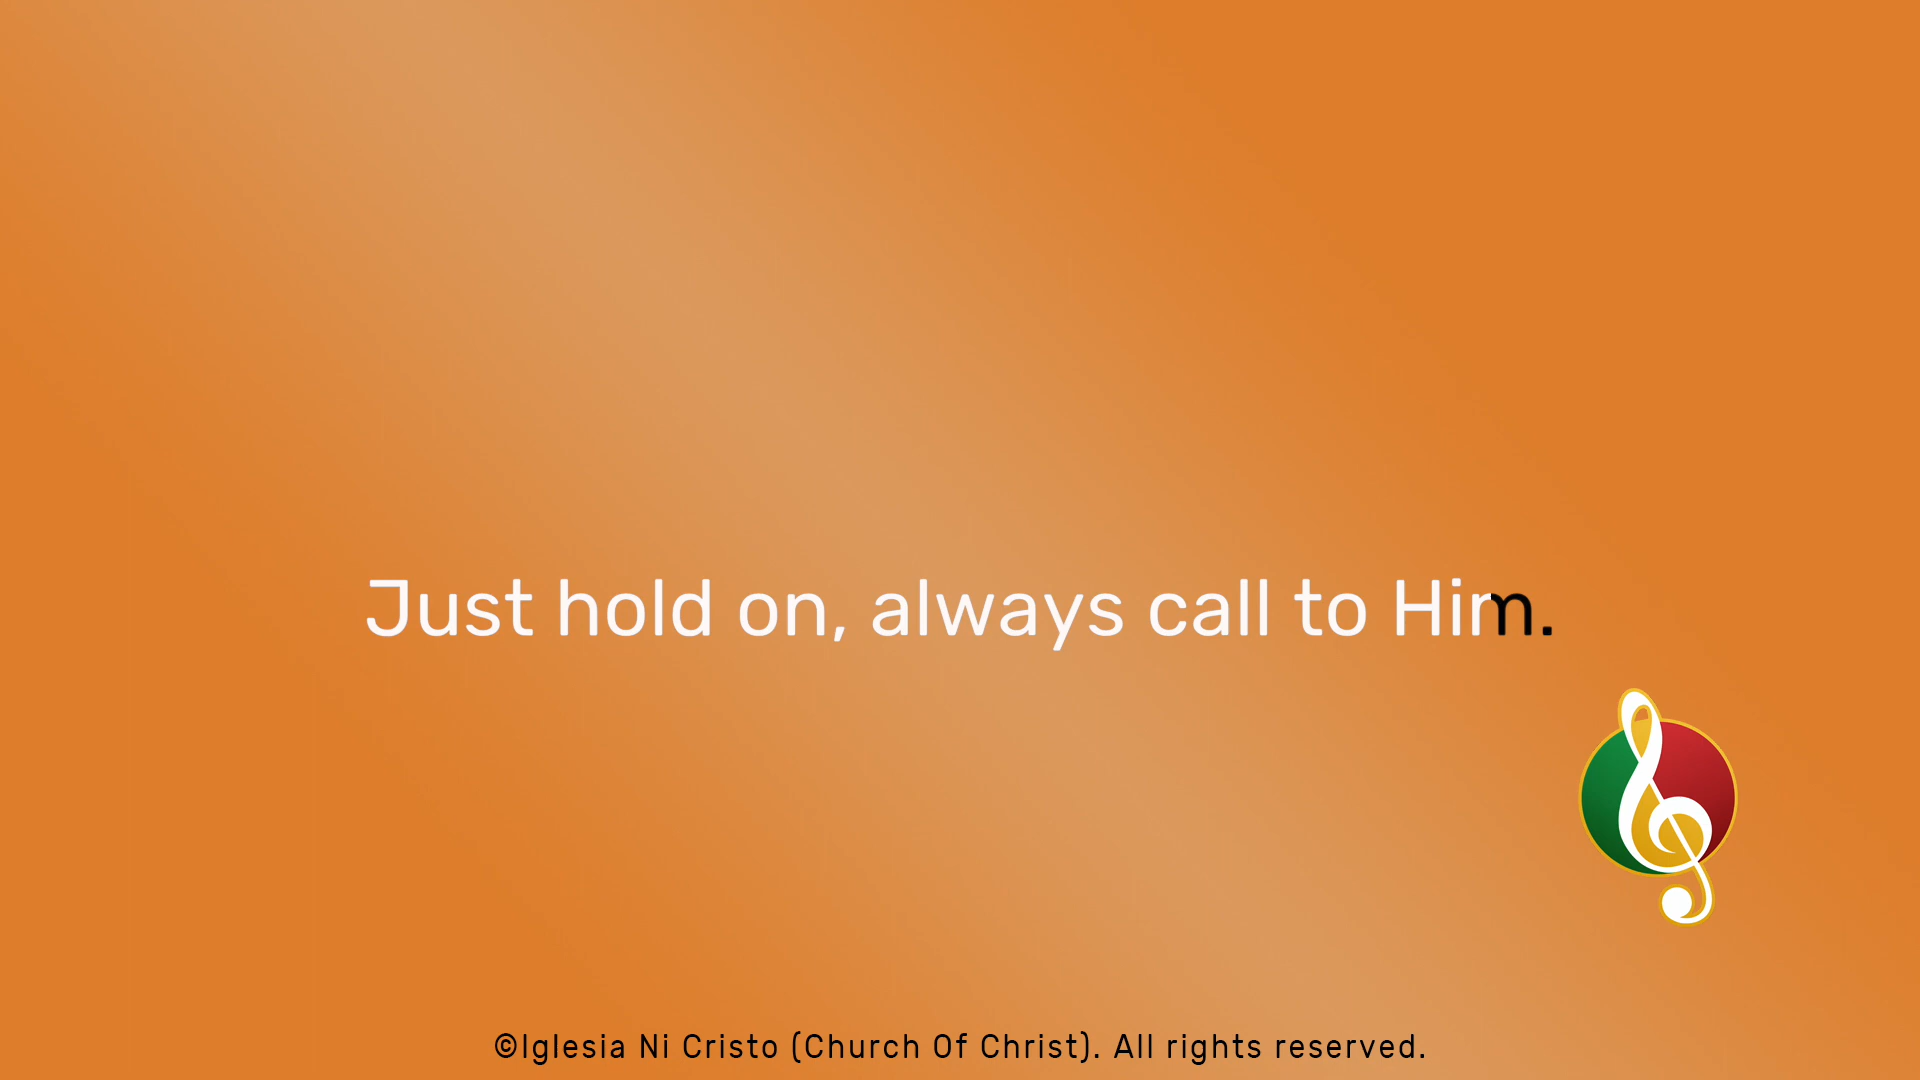 Just hold on, always call to Him.
©Iglesia Ni Cristo (Church Of Christ). All rights reserved.